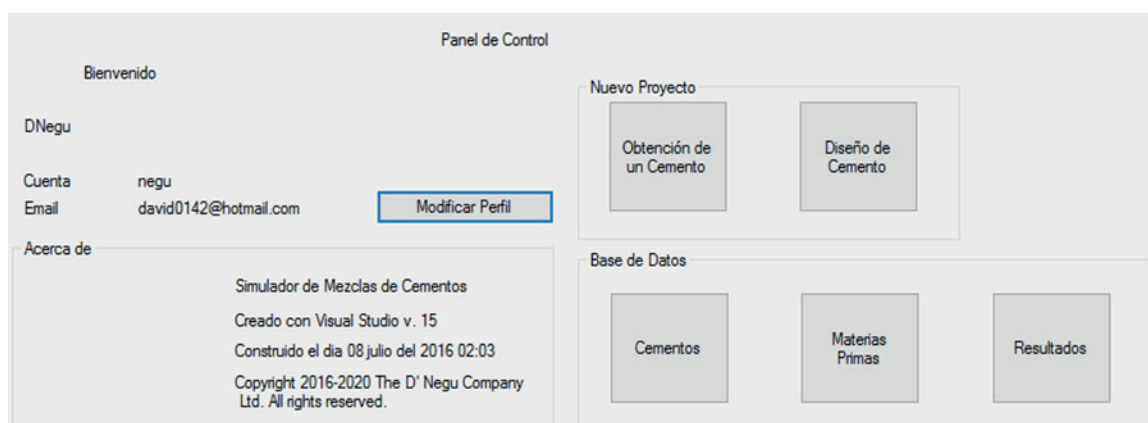 Panel de Control
Bienvenido
DNegu
Cuenta negu
Email david0142@hotmail.com
Modificar Perfil
Acerca de
Simulador de Mezclas de Cementos
Creado con Visual Studio v. 15
Construido el dia 08 julio del 2016 02:03
Copyright 2016-2020 The D' Negu Company
Ltd. All rights reserved.
Nuevo Proyecto
Obtención de
un Cemento
Diseño de
Cemento
Base de Datos
Cementos
Materias
Primas
Resultados